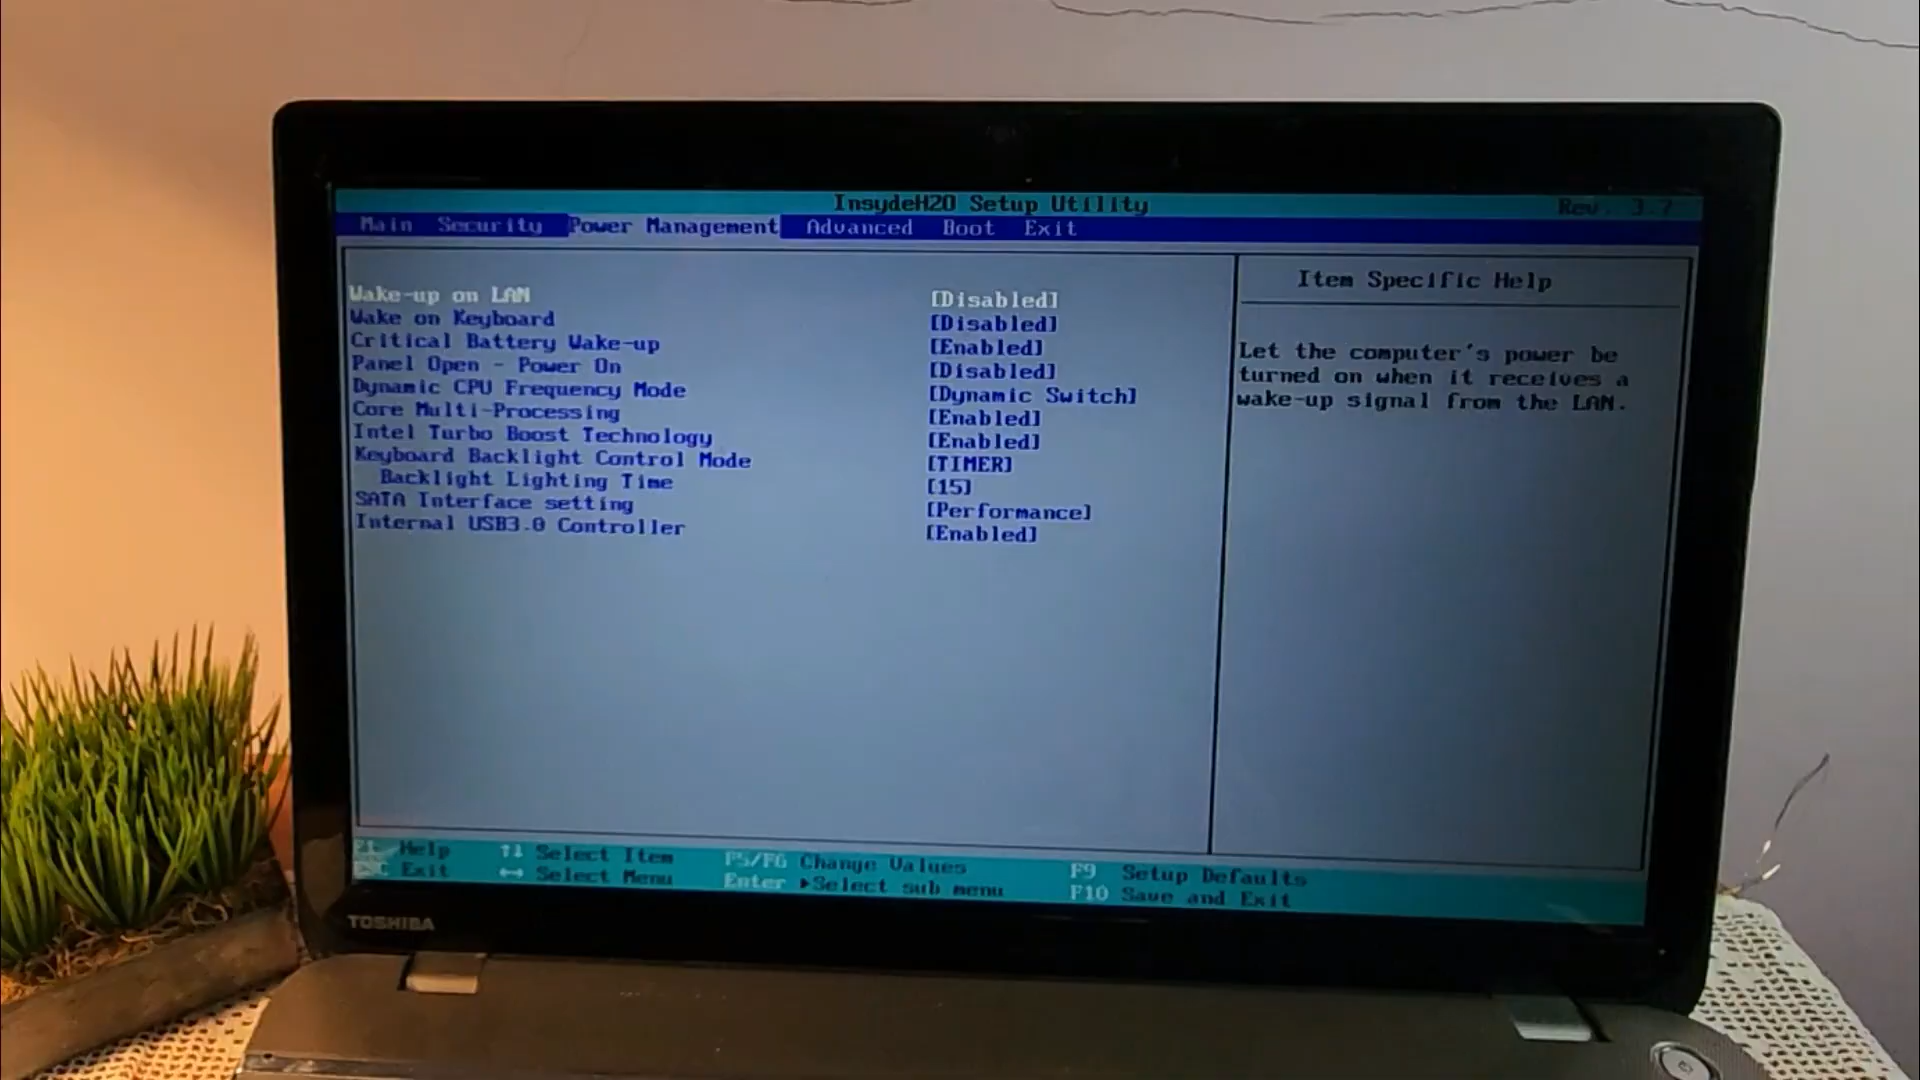 InsydeH2O Setup Utility
Rev. 3.7
Main Security Power Management Advanced Boot Exit
Item Specific Help
Wake-up on LAN [Disabled]
Wake on Keyboard [Disabled]
Critical Battery Wake-up [Enabled]
Panel Open - Power On [Disabled]
Dynamic CPU Frequency Mode [Dynamic Switch]
Core Multi-Processing [Enabled]
Intel Turbo Boost Technology [Enabled]
Keyboard Backlight Control Mode [TIMER]
Backlight Lighting Time [15]
SATA Interface setting [Performance]
Internal USB3.0 Controller [Enabled]
Let the computer's power be
turned on when it receives a
wake-up signal from the LAN.
F1 Help ↑↓ Select Item F5/F6 Change Values F9 Setup Defaults
ESC Exit ↔ Select Menu Enter ►Select sub menu F10 Save and Exit
TOSHIBA